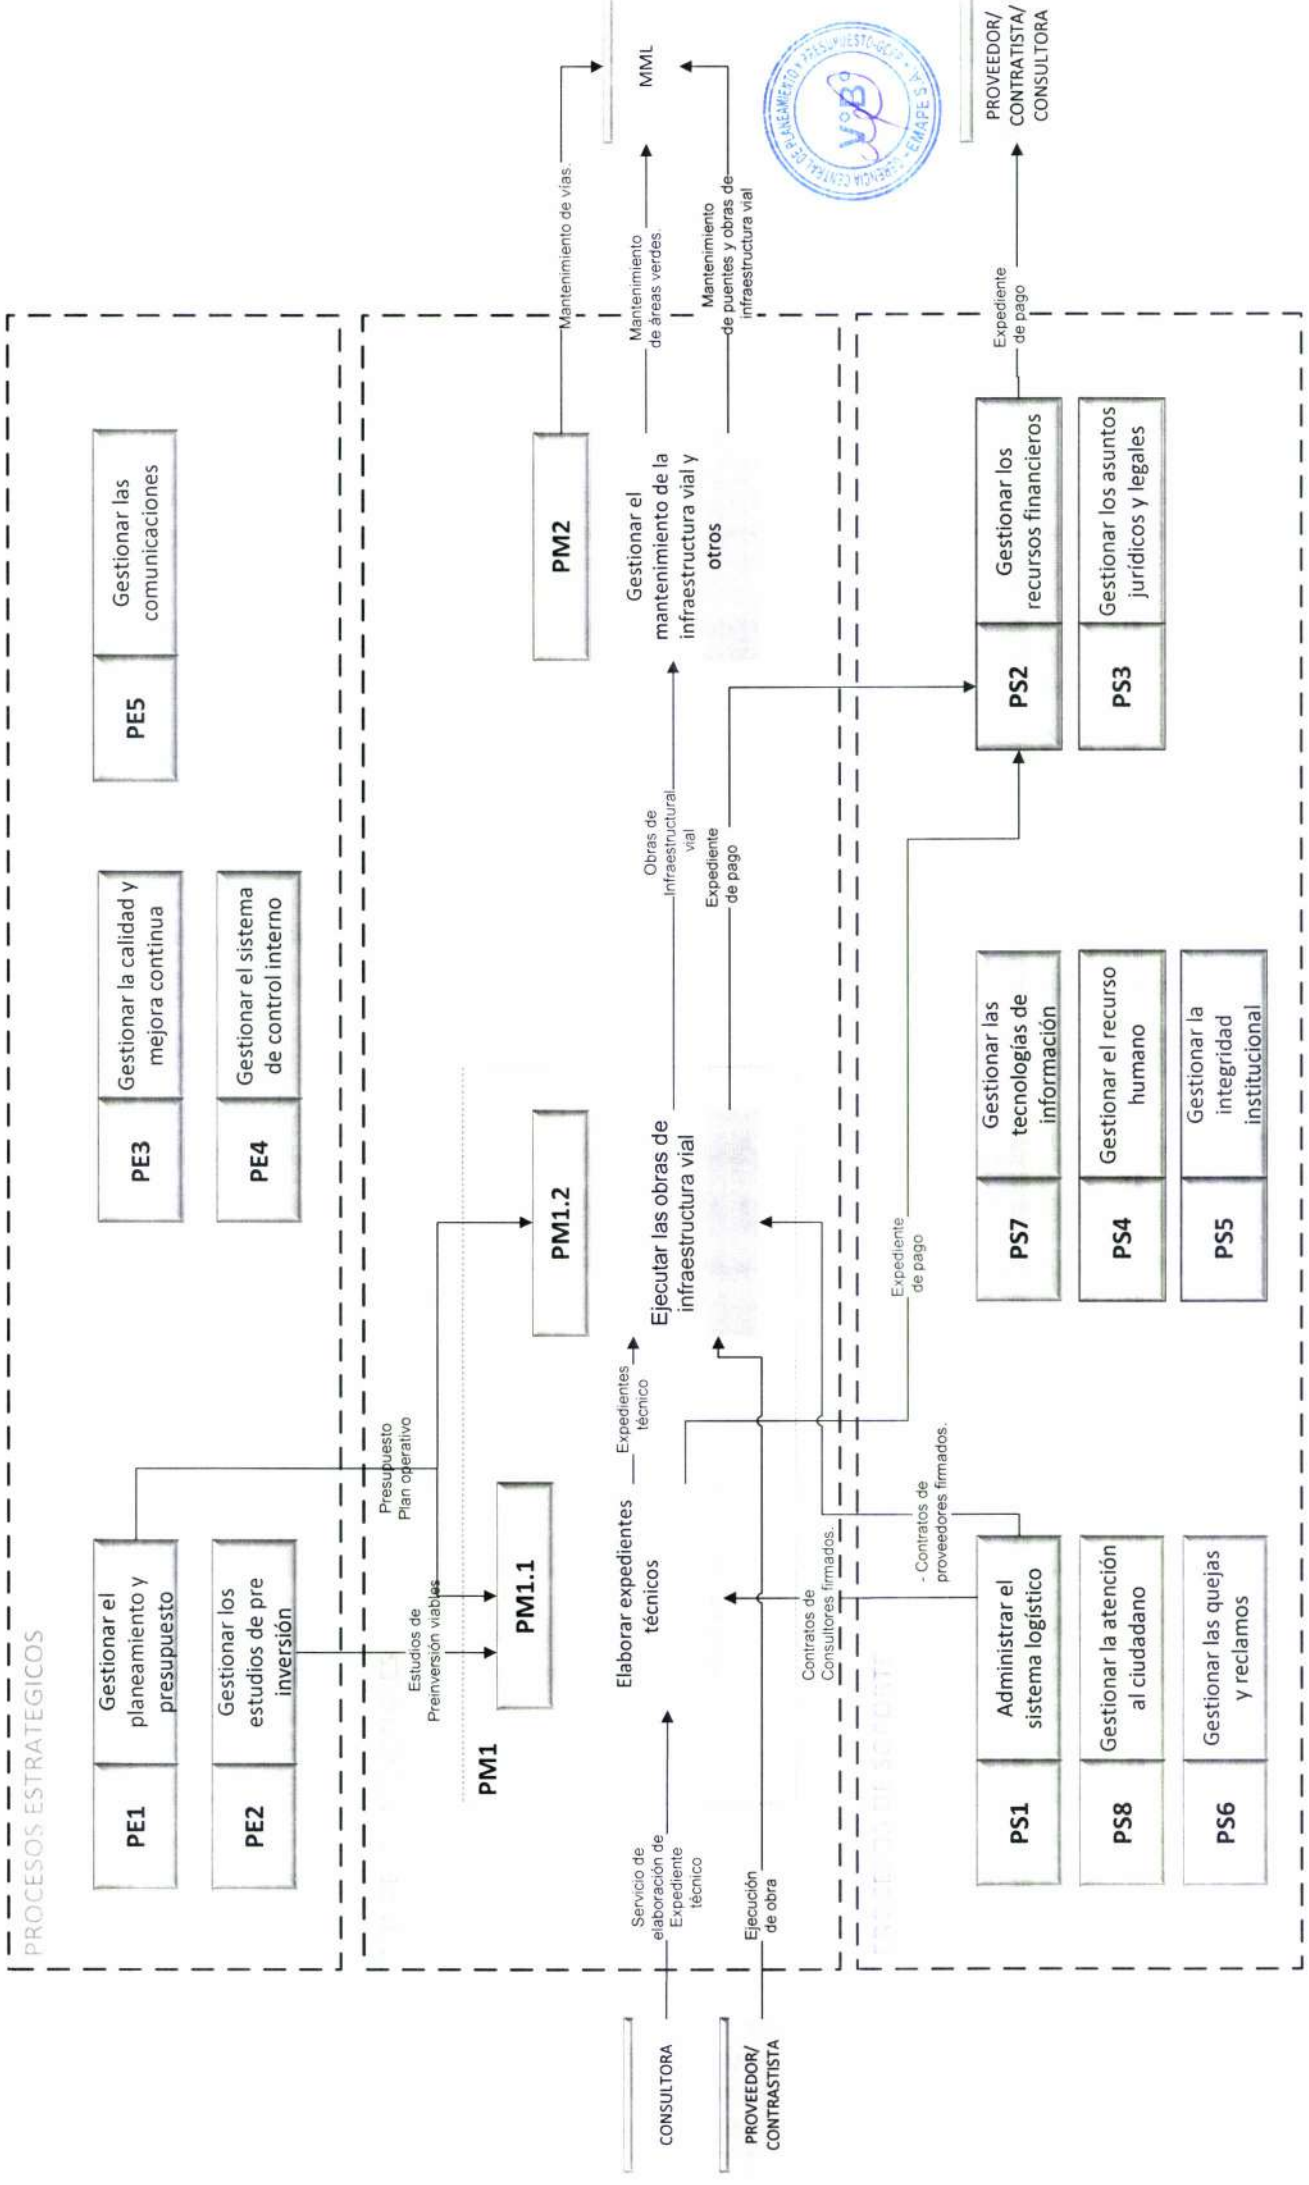 PROCESOS ESTRATEGICOS
PE1
Gestionar el
planeamiento y
presupuesto
PE2
Gestionar los
estudios de pre
inversión
PE3
Gestionar la calidad y
mejora continua
PE4
Gestionar el sistema
de control interno
PE5
Gestionar las
comunicaciones
Presupuesto
Plan operativo
Estudios de
Preinversión viables
PM1
PM1.1
Elaborar expedientes
técnicos
Expedientes
técnico
PM1.2
Ejecutar las obras de
infraestructura vial
Obras de
Infraestructural
vial
Expediente
de pago
PM2
Gestionar el
mantenimiento de la
infraestructura vial y
otros
Mantenimiento de vías.
Mantenimiento
de áreas verdes.
Mantenimiento
de puentes y obras de
infraestructura vial
MML
CONSULTORA
Servicio de
elaboración de
Expediente
técnico
PROVEEDOR/
CONTRASTISTA
Ejecución
de obra
Contratos de
Consultores firmados.
- Contratos de
proveedores firmados.
Expediente
de pago
PS1
Administrar el
sistema logístico
PS8
Gestionar la atención
al ciudadano
PS6
Gestionar las quejas
y reclamos
PS7
Gestionar las
tecnologías de
información
PS4
Gestionar el recurso
humano
PS5
Gestionar la
integridad
institucional
PS2
Gestionar los
recursos financieros
PS3
Gestionar los asuntos
jurídicos y legales
Expediente
de pago
PROVEEDOR/
CONTRATISTA/
CONSULTORA
GERENCIA CENTRAL DE PLANEAMIENTO Y PRESUPUESTO-GCPP
V°B°
EMAPE S.A.